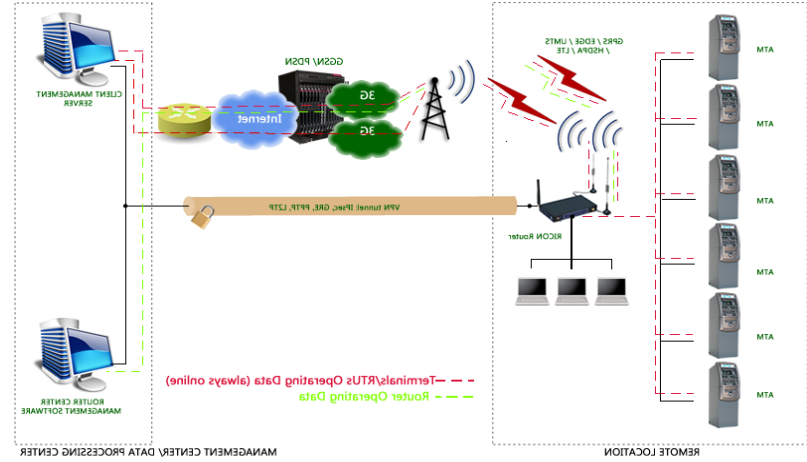 GPRS / EDGE / UMTS
/ HSDPA / LTE
ATM
GGSN/ PDSN
CLIENT MANAGEMENT
SERVER
3G
Internet
3G
ATM
ATM
VPN tunnel: IPsec, GRE, PPTP, L2TP
RICON Router
ATM
ATM
Terminals/RTUs Operating Data (always online)
Router Operating Data
ROUTER CENTER
MANAGEMENT SOFTWARE
ATM
MANAGEMENT CENTER/ DATA PROCESSING CENTER
REMOTE LOCATION